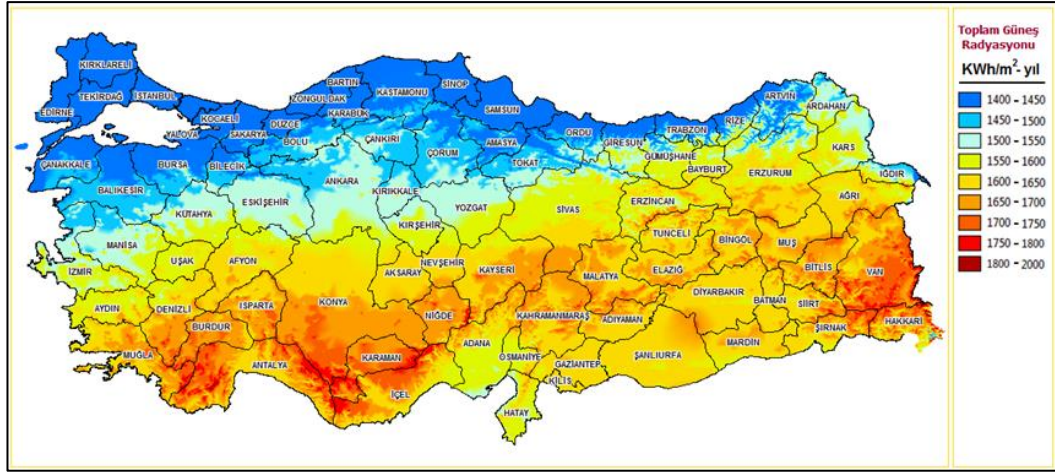 Toplam Güneş
Radyasyonu
KWh/m²- yıl
1400 - 1450
1450 - 1500
1500 - 1550
1550 - 1600
1600 - 1650
1650 - 1700
1700 - 1750
1750 - 1800
1800 - 2000
KIRKLARELİ
EDİRNE
TEKİRDAĞ
İSTANBUL
KOCAELİ
YALOVA
SAKARYA
DÜZCE
ZONGULDAK
BARTIN
KARABÜK
KASTAMONU
SİNOP
SAMSUN
BOLU
ÇANKIRI
ÇORUM
AMASYA
ORDU
TOKAT
GİRESUN
TRABZON
RİZE
ARTVİN
ARDAHAN
KARS
IĞDIR
GÜMÜŞHANE
BAYBURT
ERZURUM
AĞRI
ÇANAKKALE
BURSA
BİLECİK
BALIKEŞİR
ESKİŞEHİR
ANKARA
KIRIKKALE
YOZGAT
SİVAS
ERZİNCAN
KÜTAHYA
KIRŞEHİR
TUNCELİ
BİNGÖL
MUŞ
MANİSA
UŞAK
AFYON
AKSARAY
NEVŞEHİR
KAYSERİ
MALATYA
ELAZIĞ
BİTLİS
VAN
İZMİR
AYDIN
DENİZLİ
ISPARTA
KONYA
NİĞDE
KAHRAMANMARAŞ
ADIYAMAN
DİYARBAKIR
BATMAN
SİİRT
ŞIRNAK
HAKKARİ
BURDUR
MUĞLA
ANTALYA
KARAMAN
İÇEL
ADANA
OSMANİYE
GAZİANTEP
KİLİS
ŞANLIURFA
MARDİN
HATAY